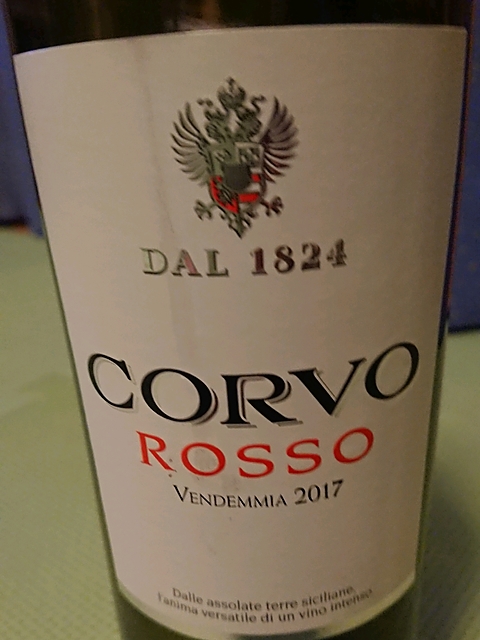 DAL 1824
CORVO
ROSSO
VENDEMMIA 2017
Dalle assolate terre siciliane,
l'anima versatile di un vino intenso